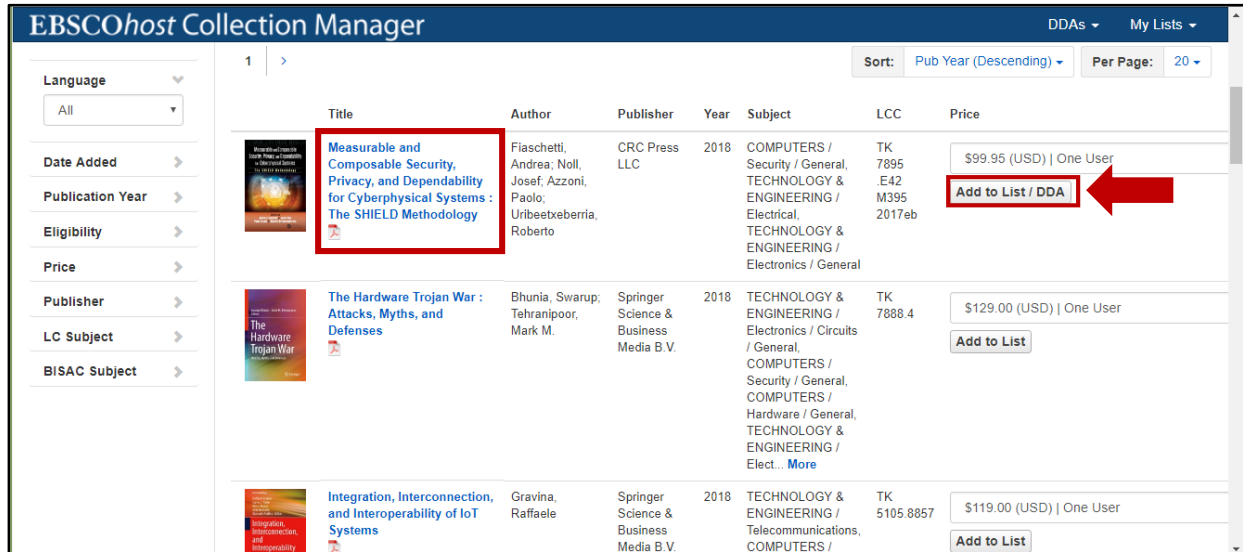 EBSCOhost Collection Manager
DDAs
My Lists
1 >
Sort: Pub Year (Descending)
Per Page: 20
Language
All
Date Added
Publication Year
Eligibility
Price
Publisher
LC Subject
BISAC Subject
Title Author Publisher Year Subject LCC Price
Measurable and
Composable Security,
Privacy, and Dependability
for Cyberphysical Systems :
The SHIELD Methodology
Fiaschetti,
Andrea; Noll,
Josef; Azzoni,
Paolo;
Uribeetxeberria,
Roberto
CRC Press
LLC
2018
COMPUTERS /
Security / General,
TECHNOLOGY &
ENGINEERING /
Electrical,
TECHNOLOGY &
ENGINEERING /
Electronics / General
TK
7895
.E42
M395
2017eb
$99.95 (USD) | One User
Add to List / DDA
The
Hardware
Trojan War
The Hardware Trojan War :
Attacks, Myths, and
Defenses
Bhunia, Swarup;
Tehranipoor,
Mark M.
Springer
Science &
Business
Media B.V.
2018
TECHNOLOGY &
ENGINEERING /
Electronics / Circuits
/ General,
COMPUTERS /
Security / General,
COMPUTERS /
Hardware / General,
TECHNOLOGY &
ENGINEERING /
Elect... More
TK
7888.4
$129.00 (USD) | One User
Add to List
Integration,
Interconnection,
and
Interoperability
Integration, Interconnection,
and Interoperability of IoT
Systems
Gravina,
Raffaele
Springer
Science &
Business
Media B.V.
2018
TECHNOLOGY &
ENGINEERING /
Telecommunications,
COMPUTERS /
TK
5105.8857
$119.00 (USD) | One User
Add to List